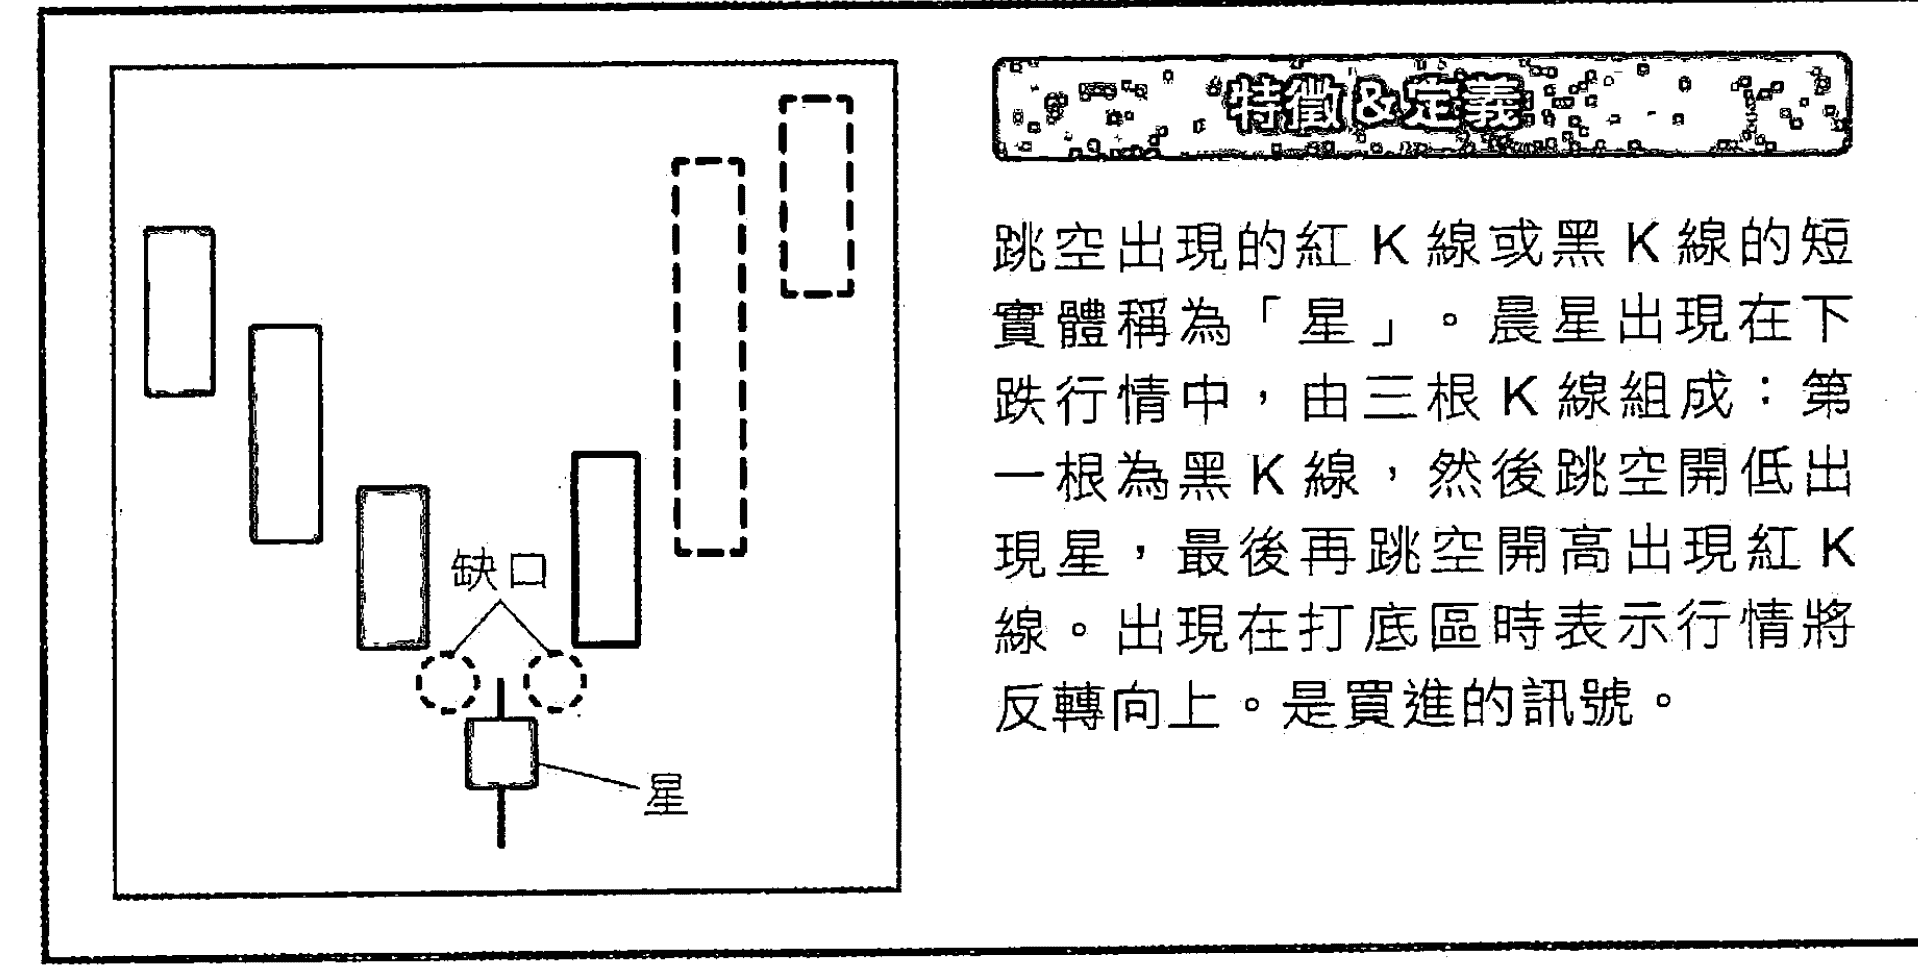 特徵&定義
跳空出現的紅K線或黑K線的短
實體稱為「星」。晨星出現在下
跌行情中，由三根K線組成：第
一根為黑K線，然後跳空開低出
現星，最後再跳空開高出現紅K
線。出現在打底區時表示行情將
反轉向上。是買進的訊號。
缺口
星